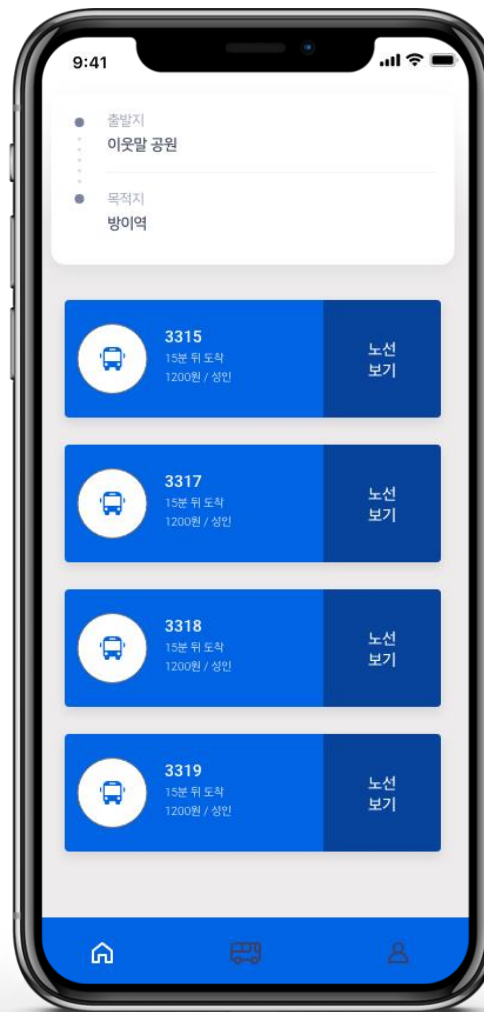 9:41
출발지
이웃말 공원
목적지
방이역
3315
15분 뒤 도착
1200원 / 성인
노선
보기
3317
15분 뒤 도착
1200원 / 성인
노선
보기
3318
15분 뒤 도착
1200원 / 성인
노선
보기
3319
15분 뒤 도착
1200원 / 성인
노선
보기